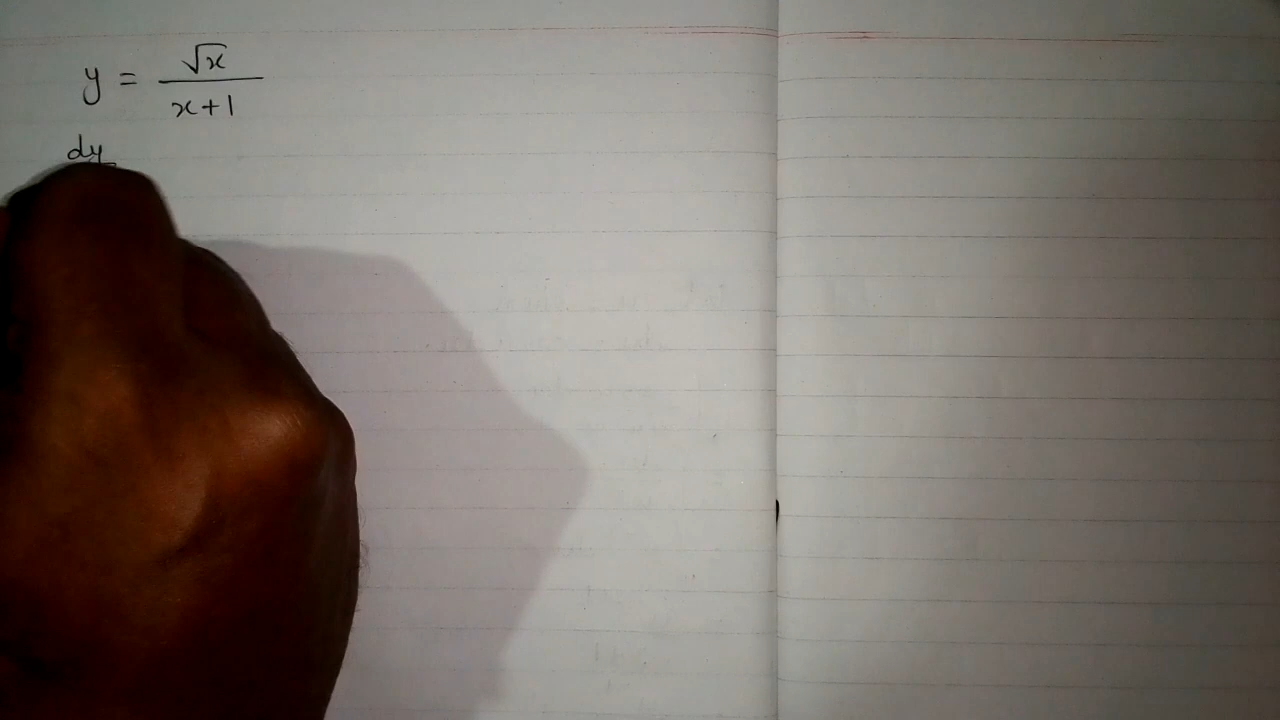 y = √x / x+1
dy